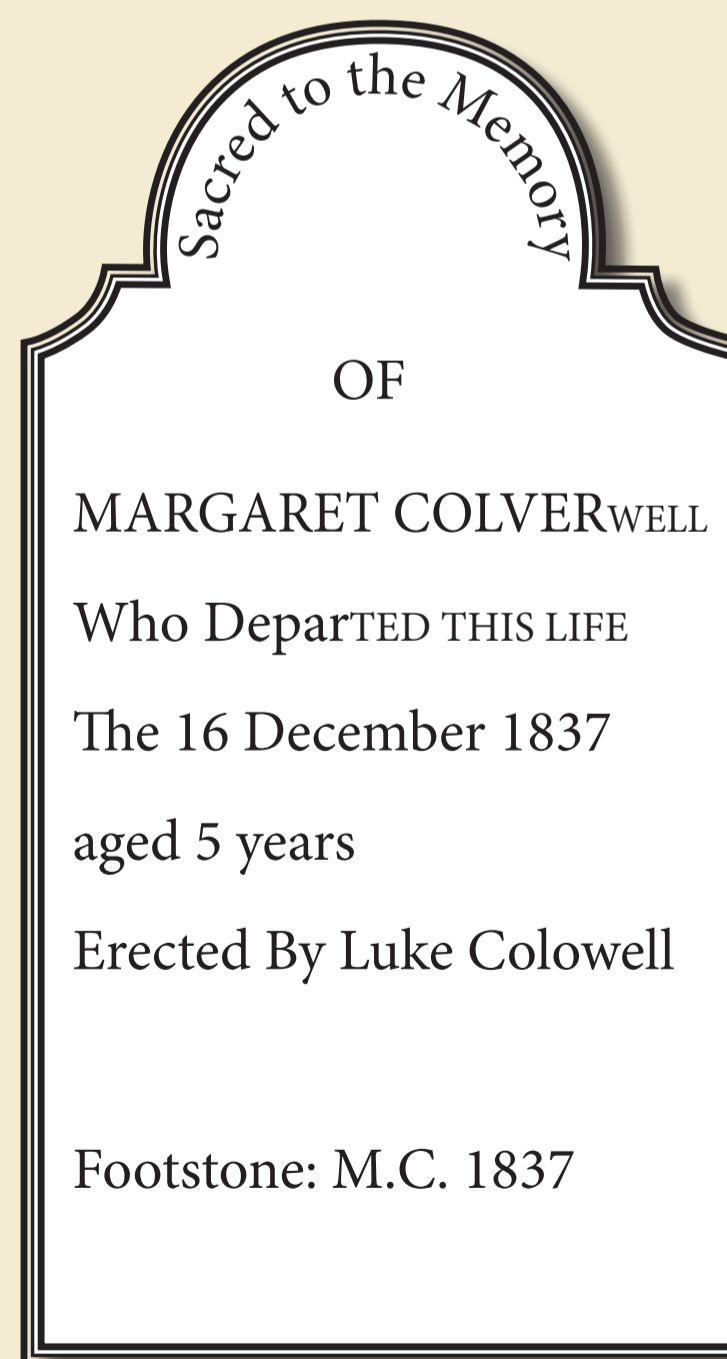 Sacred to the Memory
OF
MARGARET COLVERWELL
Who DeparTED THIS LIFE
The 16 December 1837
aged 5 years
Erected By Luke Colowell
Footstone: M.C. 1837